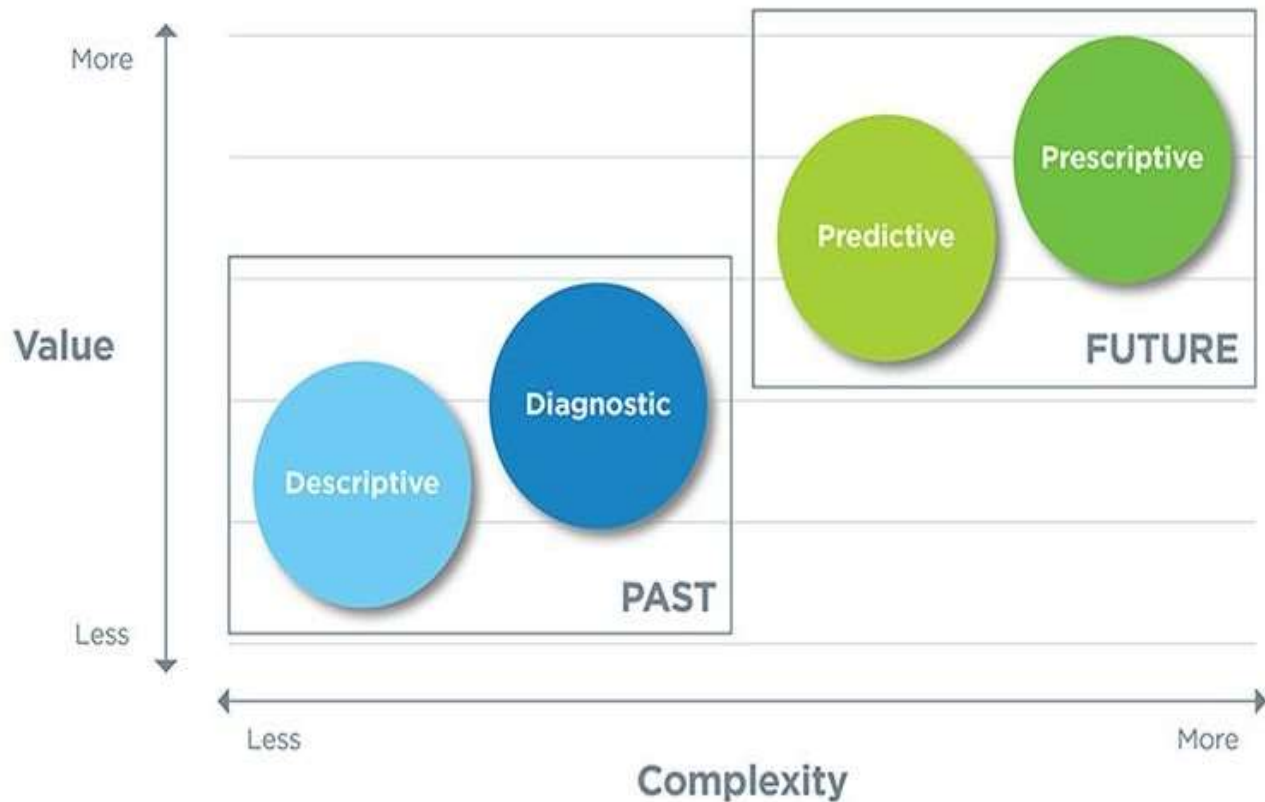 More
Prescriptive
Predictive
Value
FUTURE
Diagnostic
Descriptive
PAST
Less
Less
More
Complexity